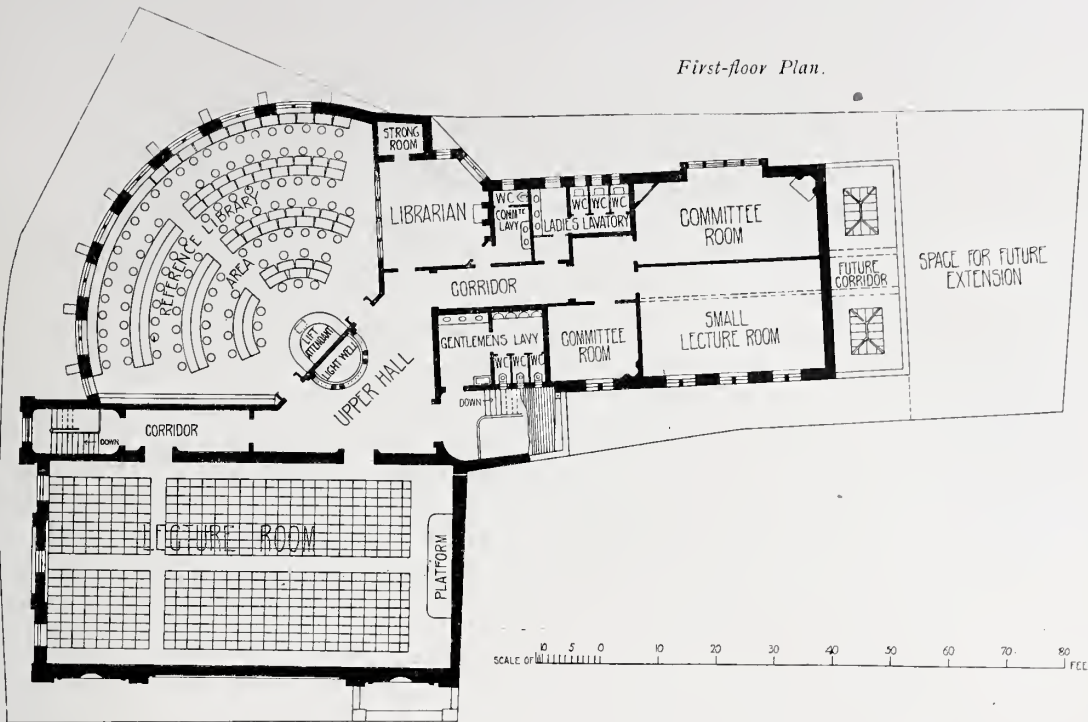 First-floor Plan.
STRONG
ROOM
LIBRARIAN
WC
COMMTE
LAVY
WC
WC
WC
LADIES LAVATORY
COMMITTEE
ROOM
REFERENCE LIBRARY
AREA
CORRIDOR
FUTURE
CORRIDOR
SPACE FOR FUTURE
EXTENSION
LIFT
ATTENDANT
LIGHT WELL
UPPER HALL
GENTLEMENS LAVY
WC
WC
WC
COMMITTEE
ROOM
SMALL
LECTURE ROOM
DOWN
DOWN
CORRIDOR
LECTURE ROOM
PLATFORM
SCALE OF 10 5 0 10 20 30 40 50 60 70 80 FEE